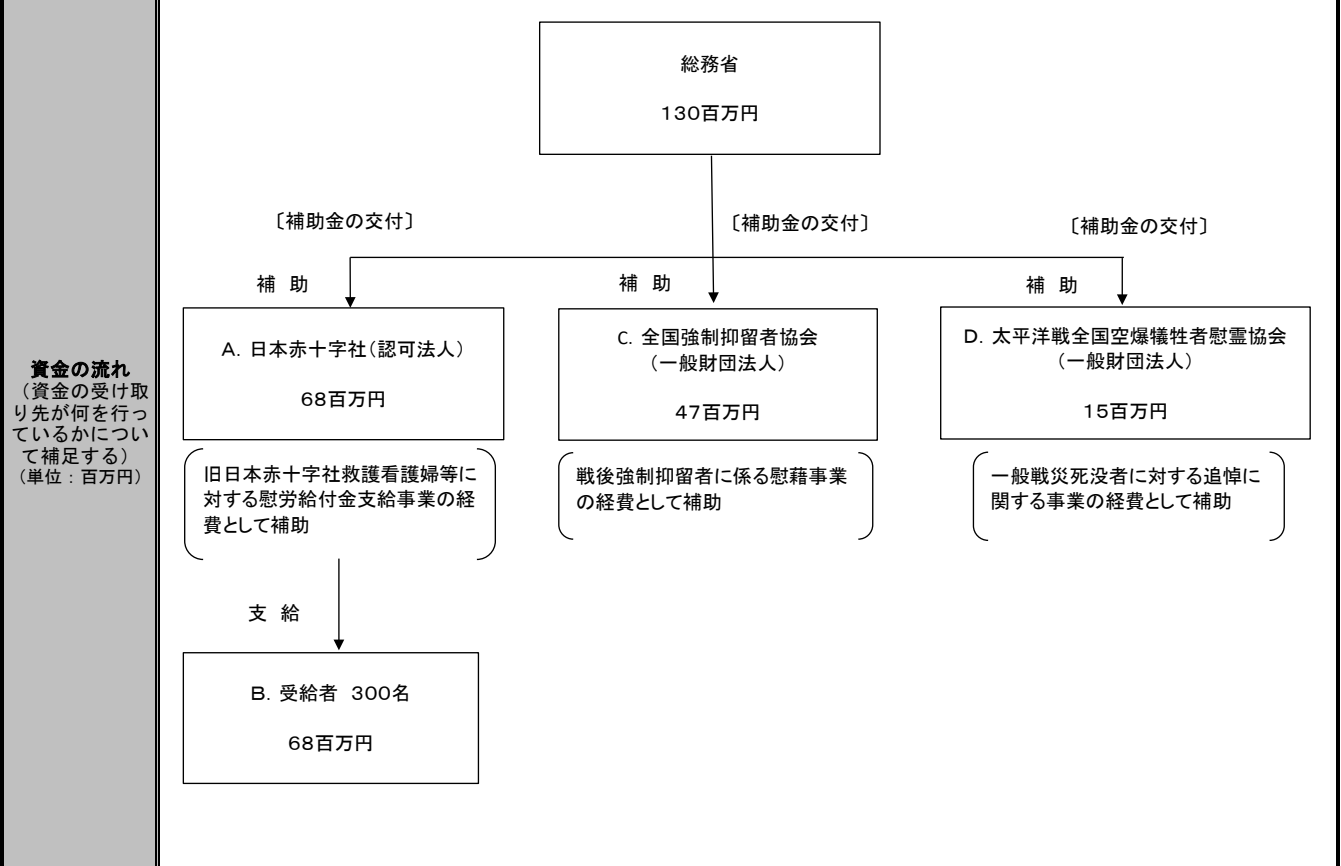 資金の流れ
（資金の受け取
り先が何を行っ
ているかについ
て補足する）
（単位：百万円）
総務省
130百万円
〔補助金の交付〕
〔補助金の交付〕
〔補助金の交付〕
補 助
補 助
補 助
A．日本赤十字社（認可法人）
68百万円
C．全国強制抑留者協会
（一般財団法人）
47百万円
D．太平洋戦全国空爆犠牲者慰霊協会
（一般財団法人）
15百万円
旧日本赤十字社救護看護婦等に
対する慰労給付金支給事業の経
費として補助
戦後強制抑留者に係る慰藉事業
の経費として補助
一般戦災死没者に対する追悼に
関する事業の経費として補助
支 給
B．受給者 300名
68百万円